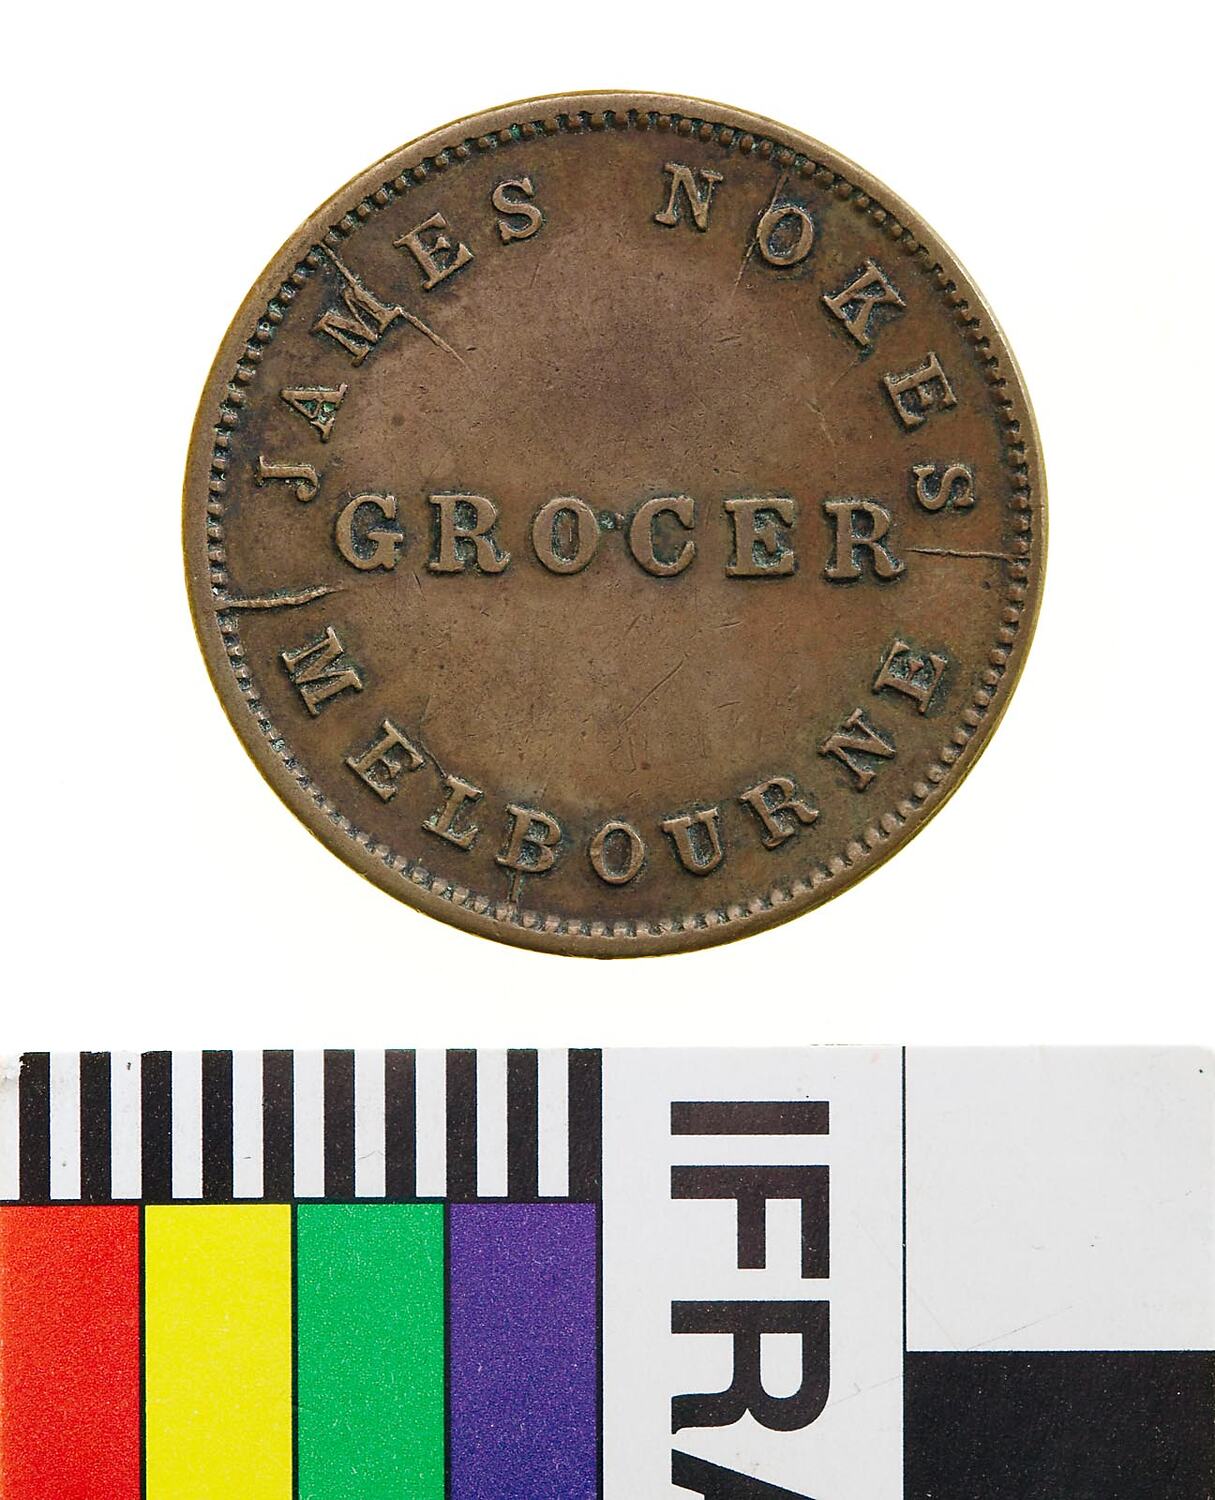 JAMES NOKES
GROCER
MELBOURNE
IFRA